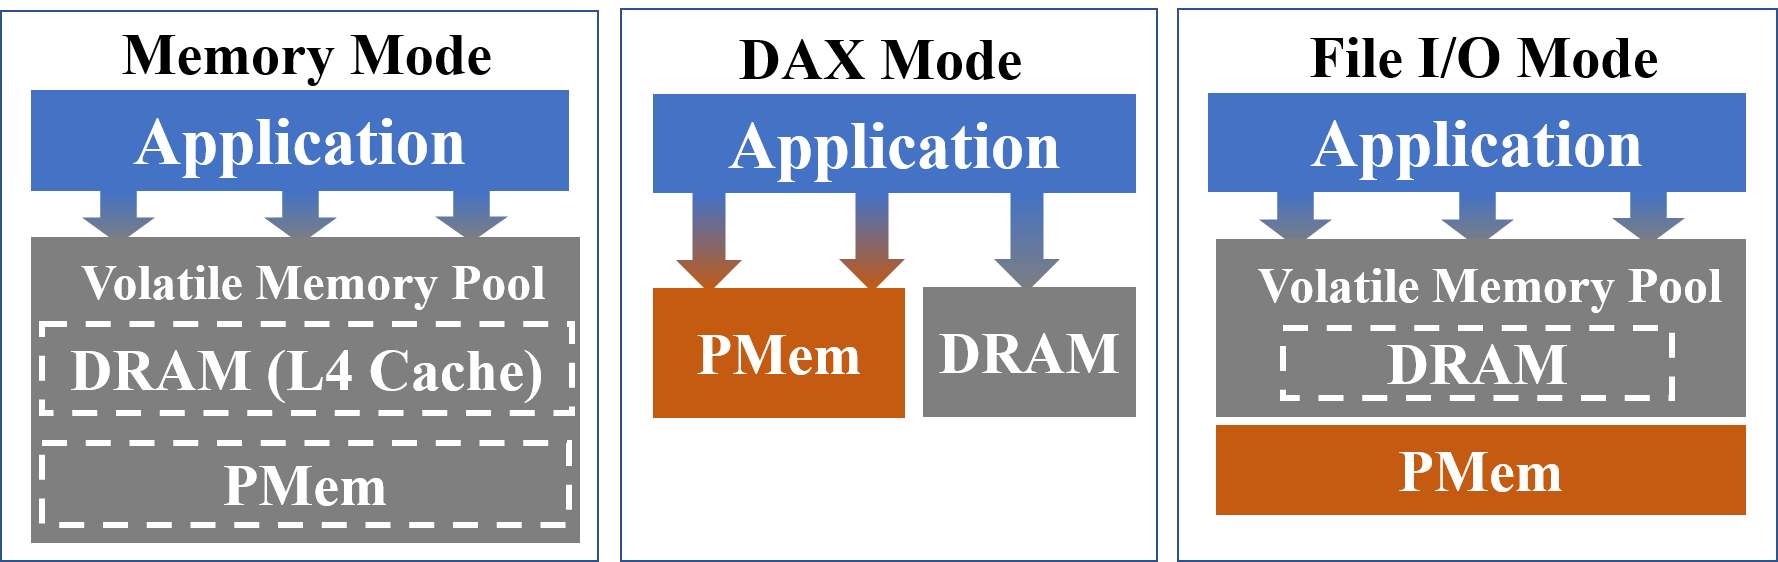 Memory Mode
Application
Volatile Memory Pool
DRAM (L4 Cache)
PMem
DAX Mode
Application
PMem
DRAM
File I/O Mode
Application
Volatile Memory Pool
DRAM
PMem